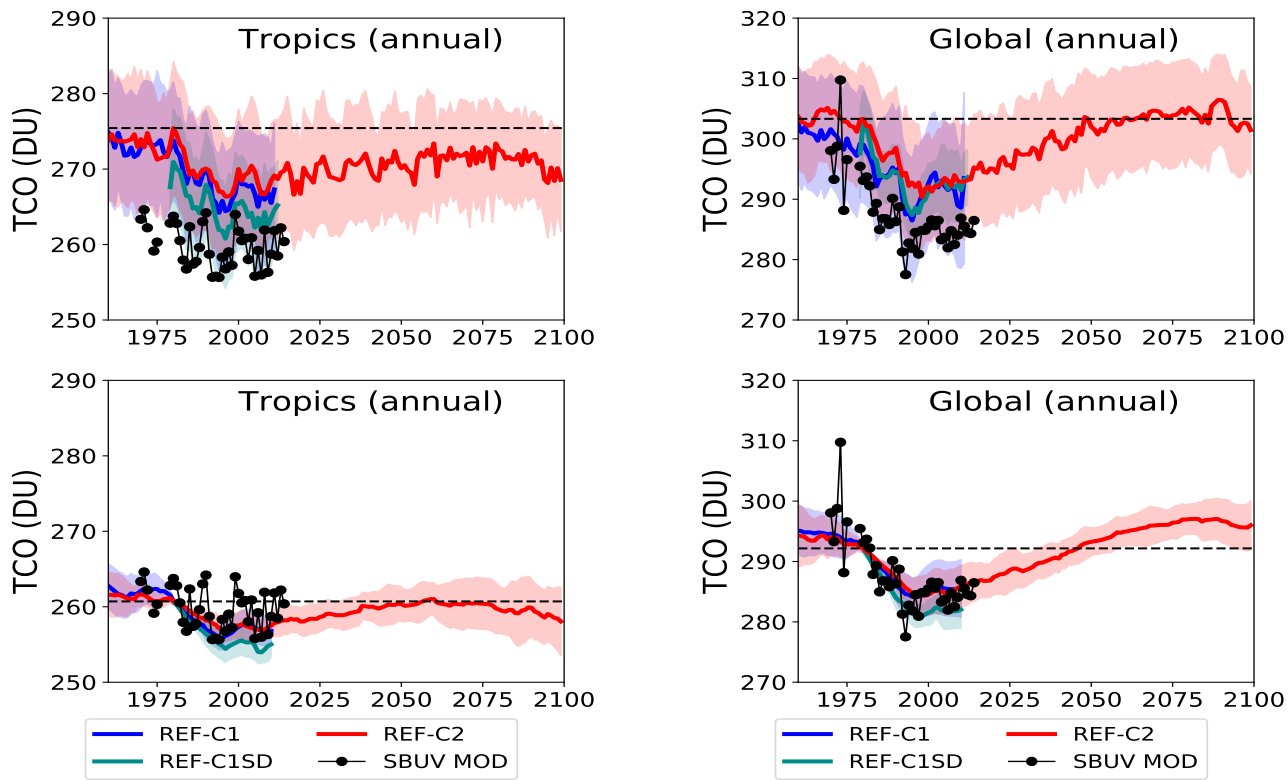 Tropics (annual)
TCO (DU)
290
280
270
260
250
1975 2000 2025 2050 2075 2100
Global (annual)
TCO (DU)
320
310
300
290
280
270
1975 2000 2025 2050 2075 2100
Tropics (annual)
TCO (DU)
290
280
270
260
250
1975 2000 2025 2050 2075 2100
Global (annual)
TCO (DU)
320
310
300
290
280
270
1975 2000 2025 2050 2075 2100
REF-C1 REF-C2
REF-C1SD SBUV MOD
REF-C1 REF-C2
REF-C1SD SBUV MOD